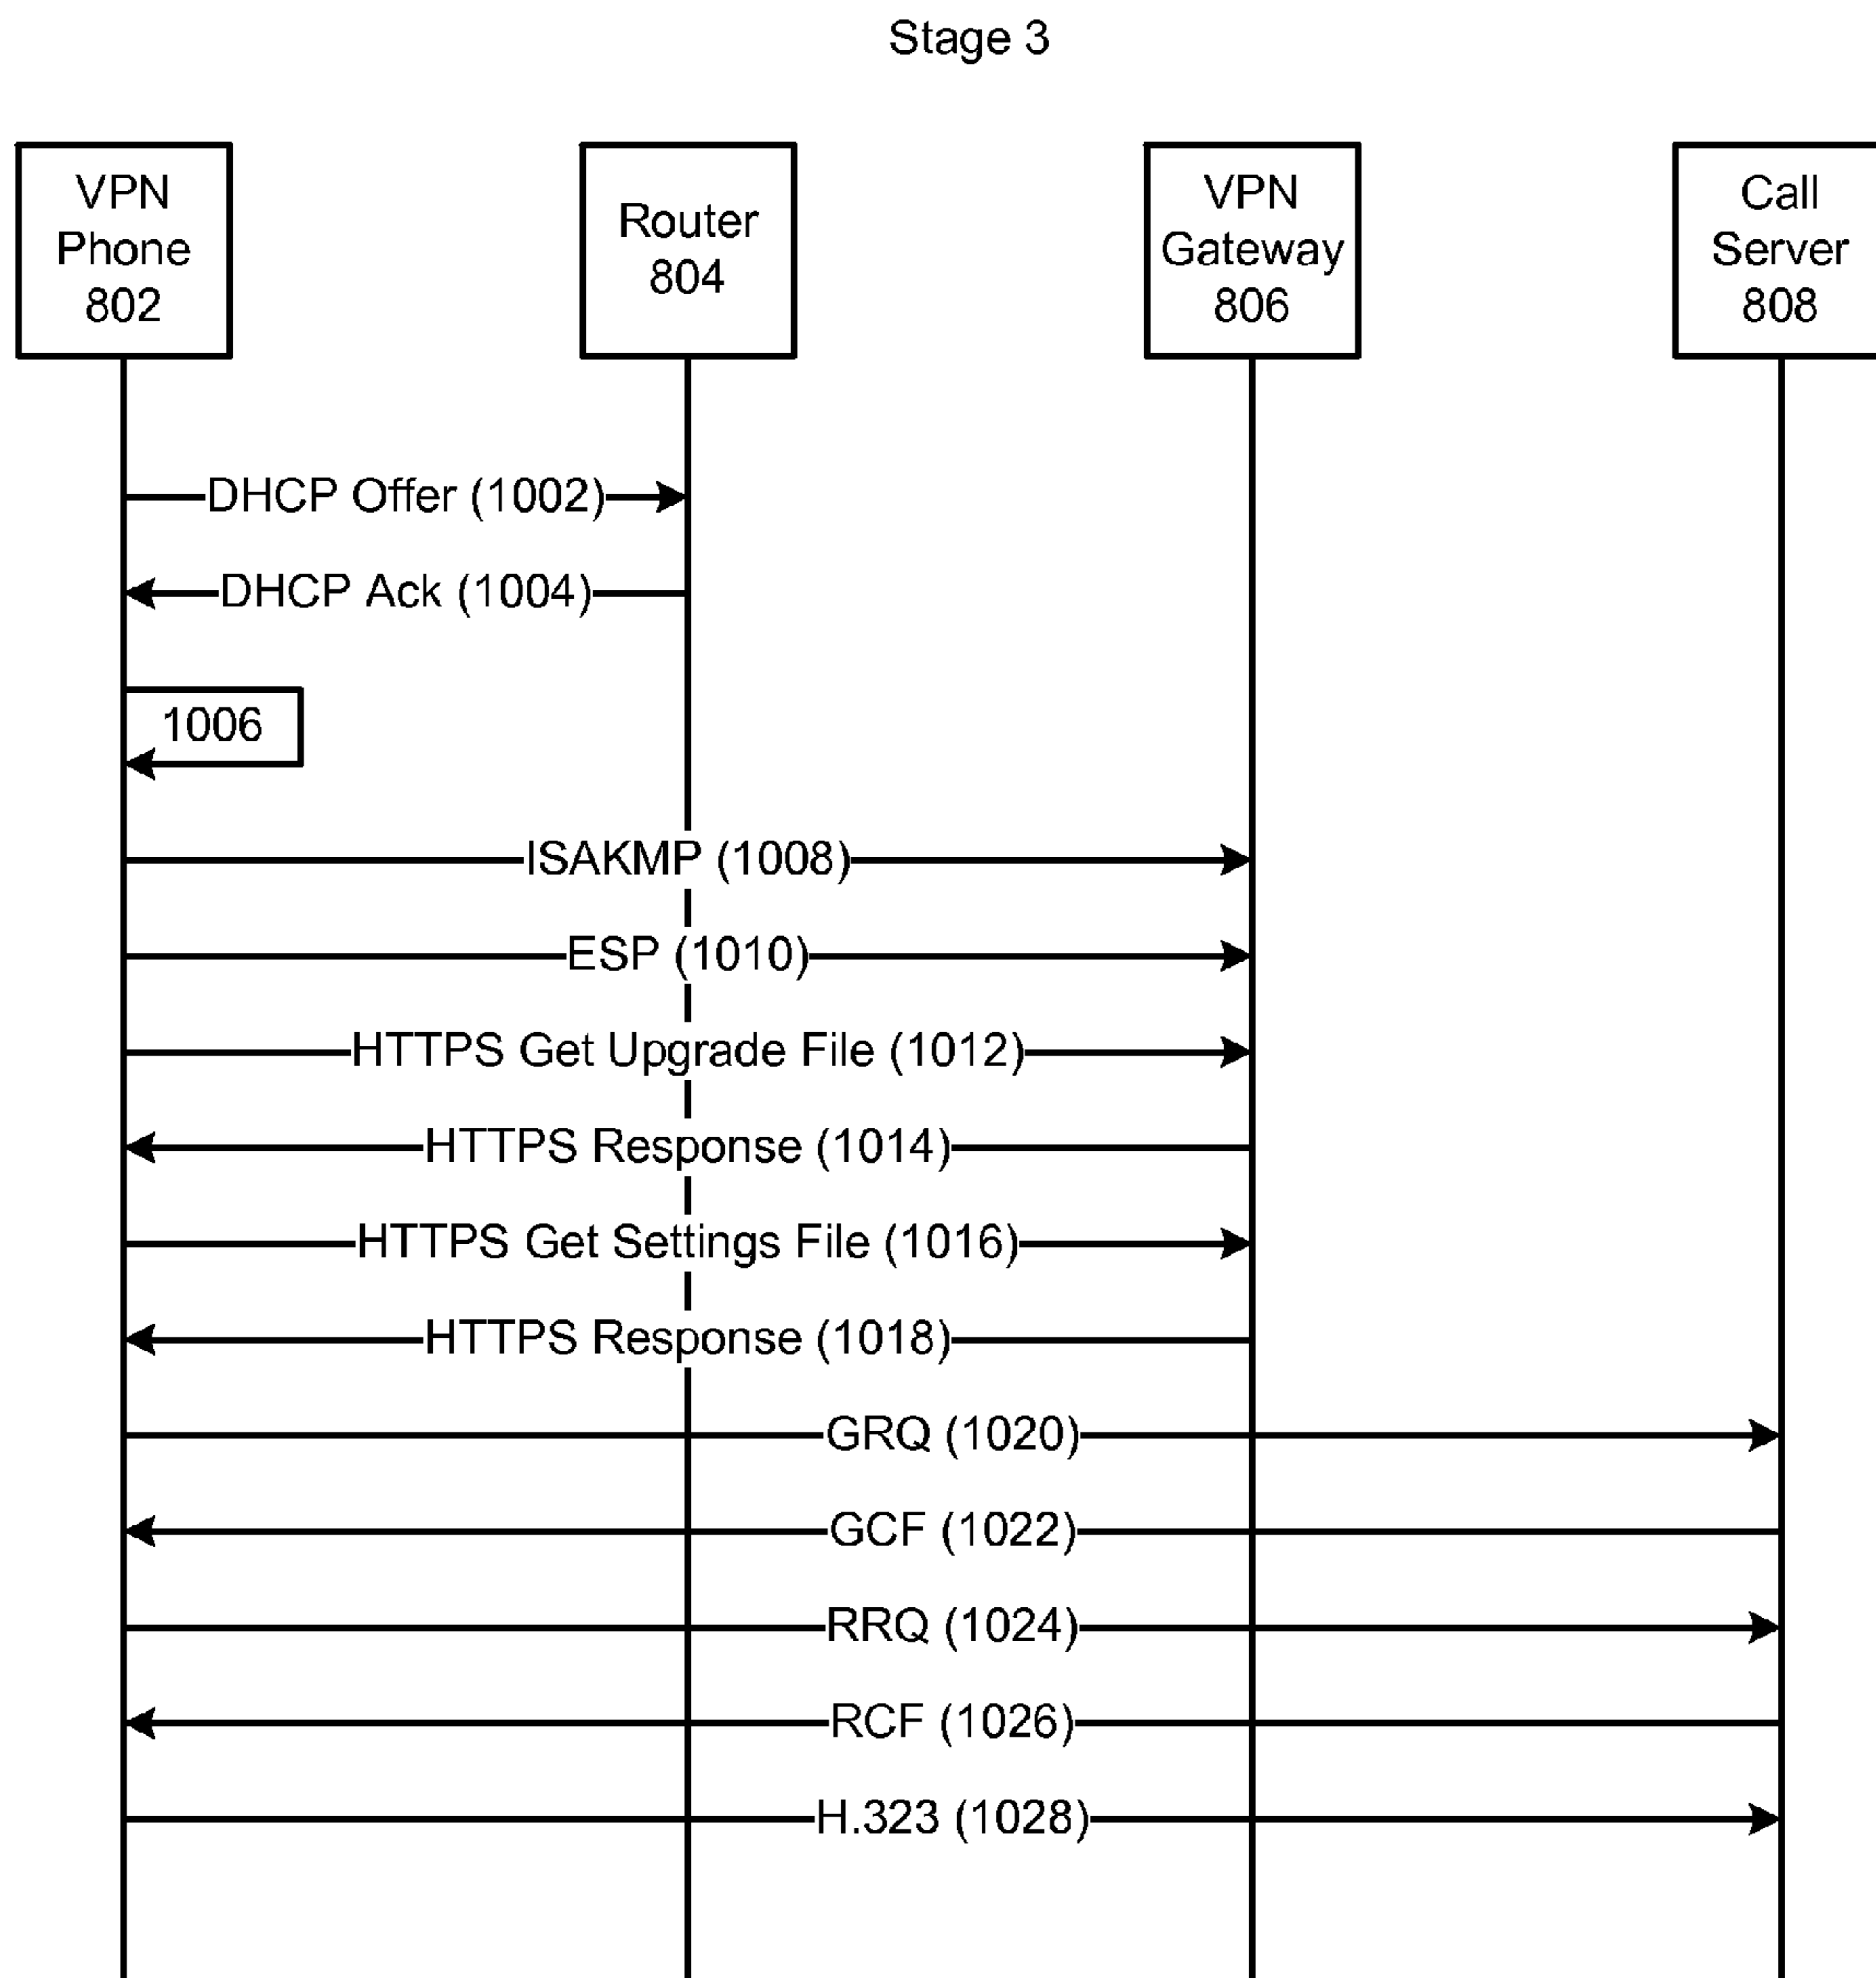 Stage 3
VPN
Phone
802
Router
804
VPN
Gateway
806
Call
Server
808
DHCP Offer (1002)
DHCP Ack (1004)
1006
ISAKMP (1008)
ESP (1010)
HTTPS Get Upgrade File (1012)
HTTPS Response (1014)
HTTPS Get Settings File (1016)
HTTPS Response (1018)
GRQ (1020)
GCF (1022)
RRQ (1024)
RCF (1026)
H.323 (1028)